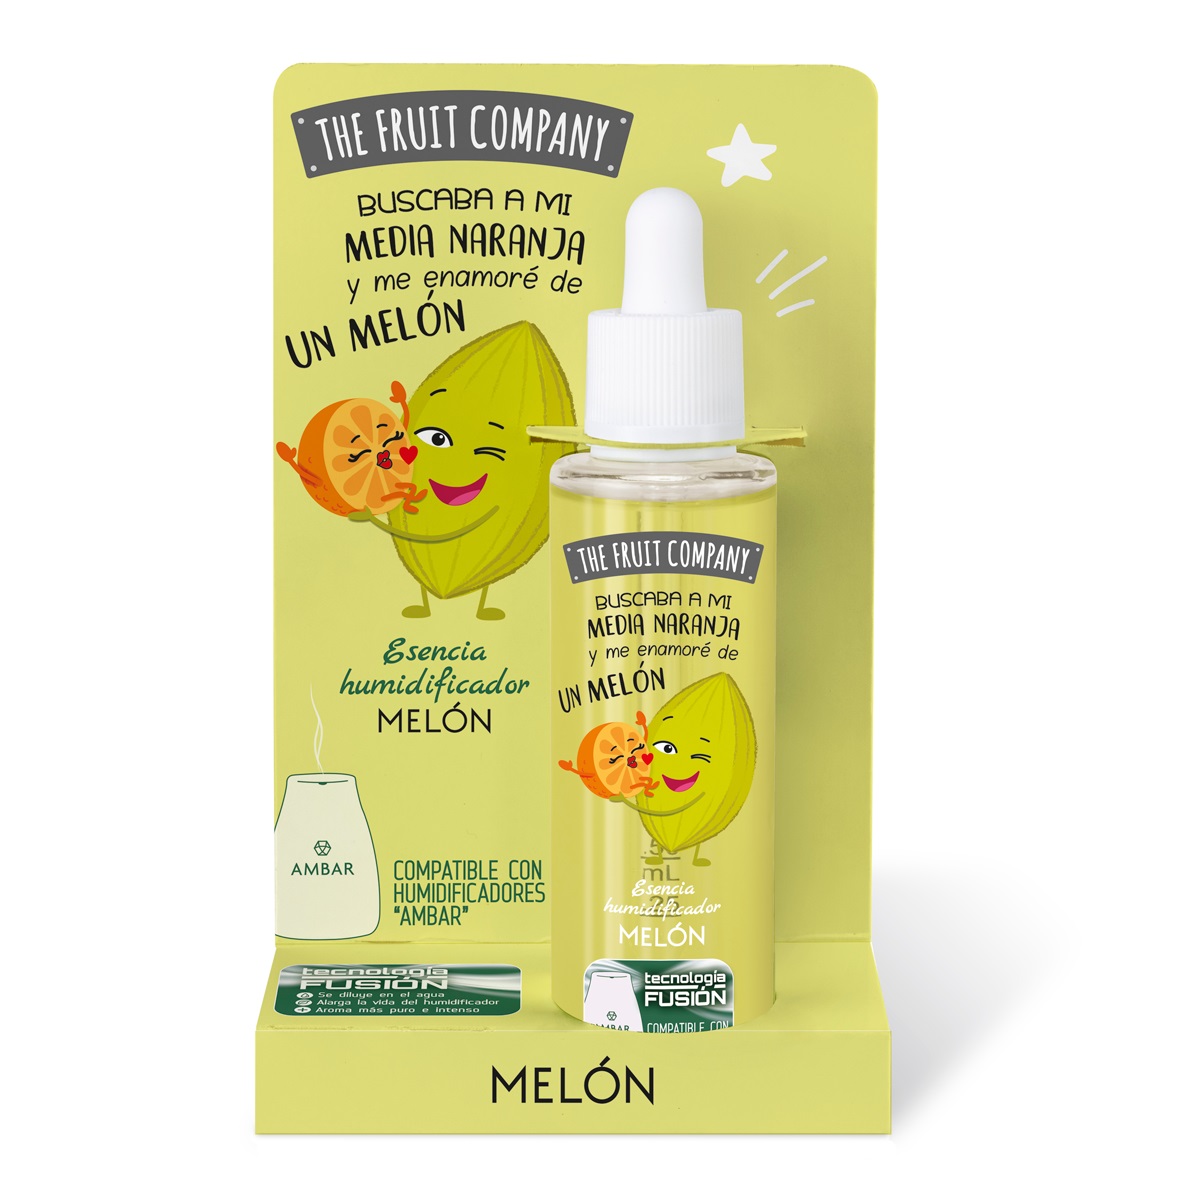 THE FRUIT COMPANY
BUSCABA A MI
MEDIA NARANJA
y me enamoré de
UN MELÓN
Esencia
humidificador
MELÓN
AMBAR
COMPATIBLE CON
HUMIDIFICADORES
"AMBAR"
tecnología
FUSIÓN
Se diluye en el agua
Alarga la vida del humidificador
Aroma más puro e intenso
THE FRUIT COMPANY
BUSCABA A MI
MEDIA NARANJA
y me enamoré de
UN MELÓN
mL
25
Esencia
humidificador
MELÓN
tecnología
FUSIÓN
AMBAR
COMPATIBLE CON
MELÓN